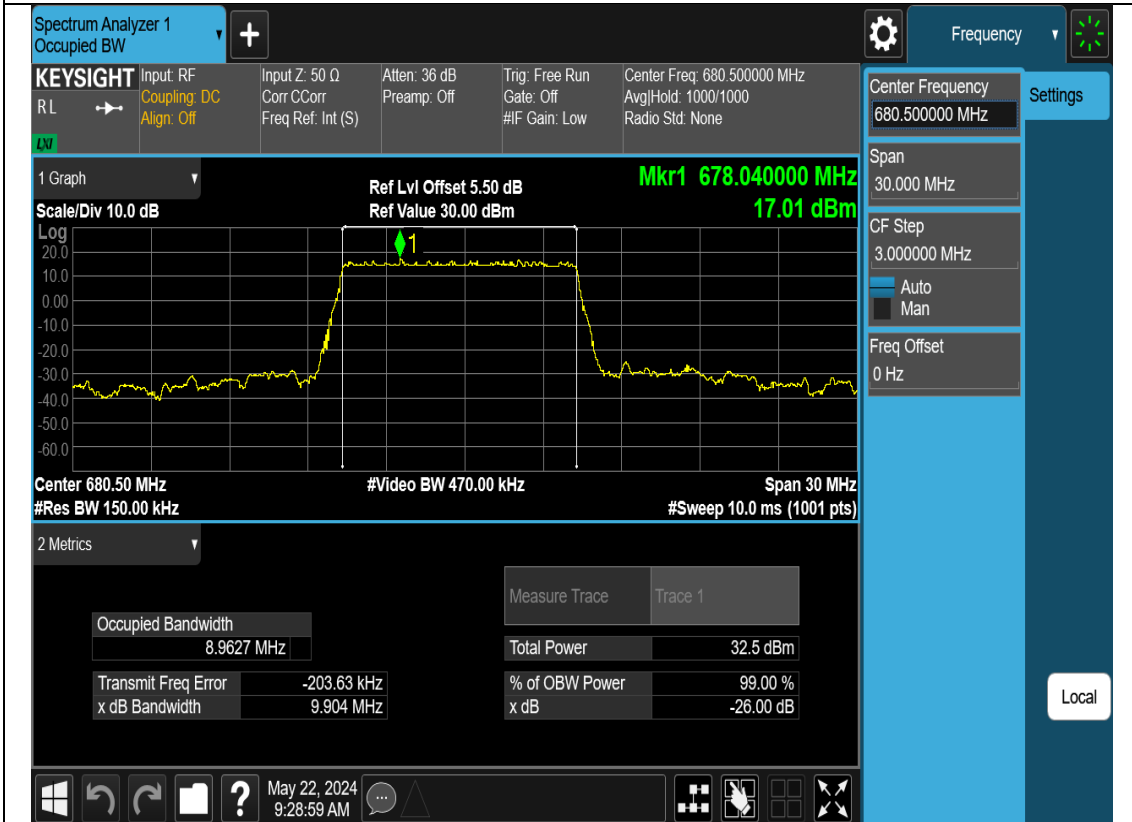 Spectrum Analyzer 1
Occupied BW
+
Frequency
KEYSIGHT
RL
LXI
Input: RF
Coupling: DC
Align: Off
Input Z: 50 Ω
Corr CCorr
Freq Ref: Int (S)
Atten: 36 dB
Preamp: Off
Trig: Free Run
Gate: Off
#IF Gain: Low
Center Freq: 680.500000 MHz
Avg|Hold: 1000/1000
Radio Std: None
Center Frequency
680.500000 MHz
Settings
Span
30.000 MHz
CF Step
3.000000 MHz
Auto
Man
Freq Offset
0 Hz
Local
1 Graph
Scale/Div 10.0 dB
Ref Lvl Offset 5.50 dB
Ref Value 30.00 dBm
Mkr1 678.040000 MHz
17.01 dBm
Log
1
20.0
10.0
0.00
-10.0
-20.0
-30.0
-40.0
-50.0
-60.0
Center 680.50 MHz
#Video BW 470.00 kHz
Span 30 MHz
#Res BW 150.00 kHz
#Sweep 10.0 ms (1001 pts)
2 Metrics
Measure Trace Trace 1
Occupied Bandwidth
8.9627 MHz
Total Power 32.5 dBm
Transmit Freq Error -203.63 kHz
% of OBW Power 99.00 %
x dB Bandwidth 9.904 MHz
x dB -26.00 dB
?
May 22, 2024
9:28:59 AM